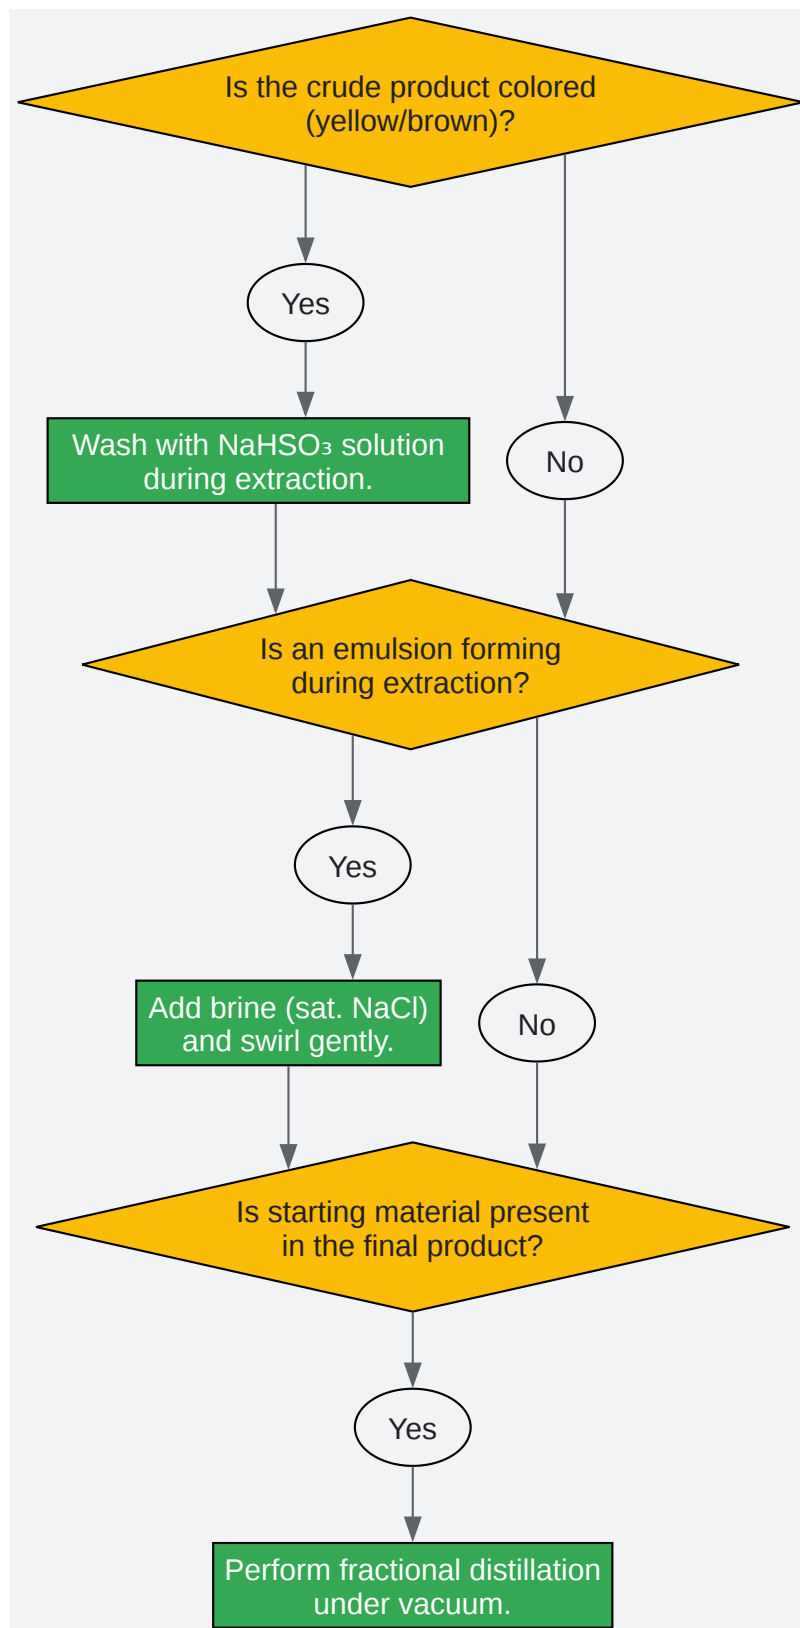 Is the crude product colored
(yellow/brown)?
Yes
Wash with NaHSO₃ solution
during extraction.
No
Is an emulsion forming
during extraction?
Yes
Add brine (sat. NaCl)
and swirl gently.
No
Is starting material present
in the final product?
Yes
Perform fractional distillation
under vacuum.